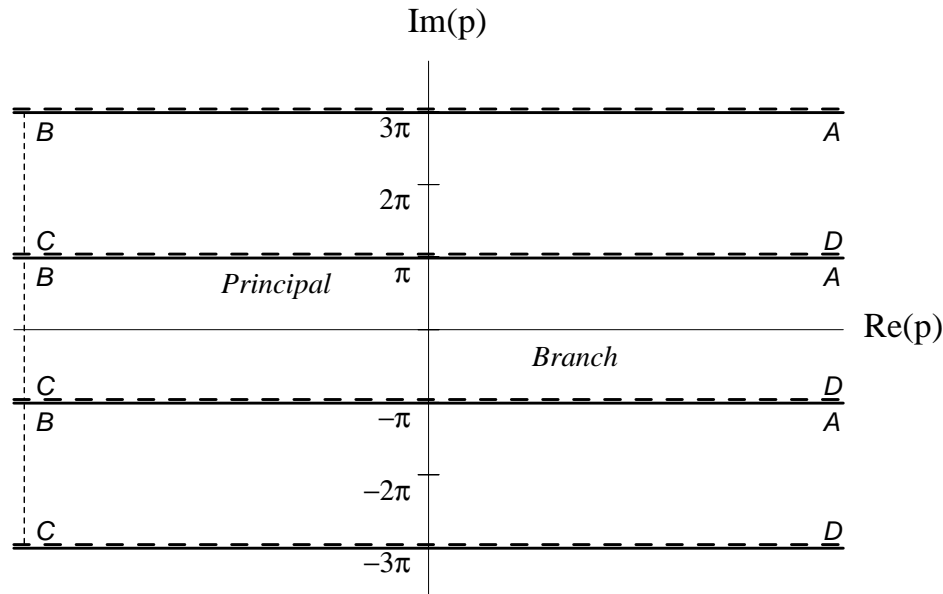 Im(p)
B 3π A
2π
C D
B π A
Principal
Re(p)
Branch
C D
B −π A
−2π
C D
−3π